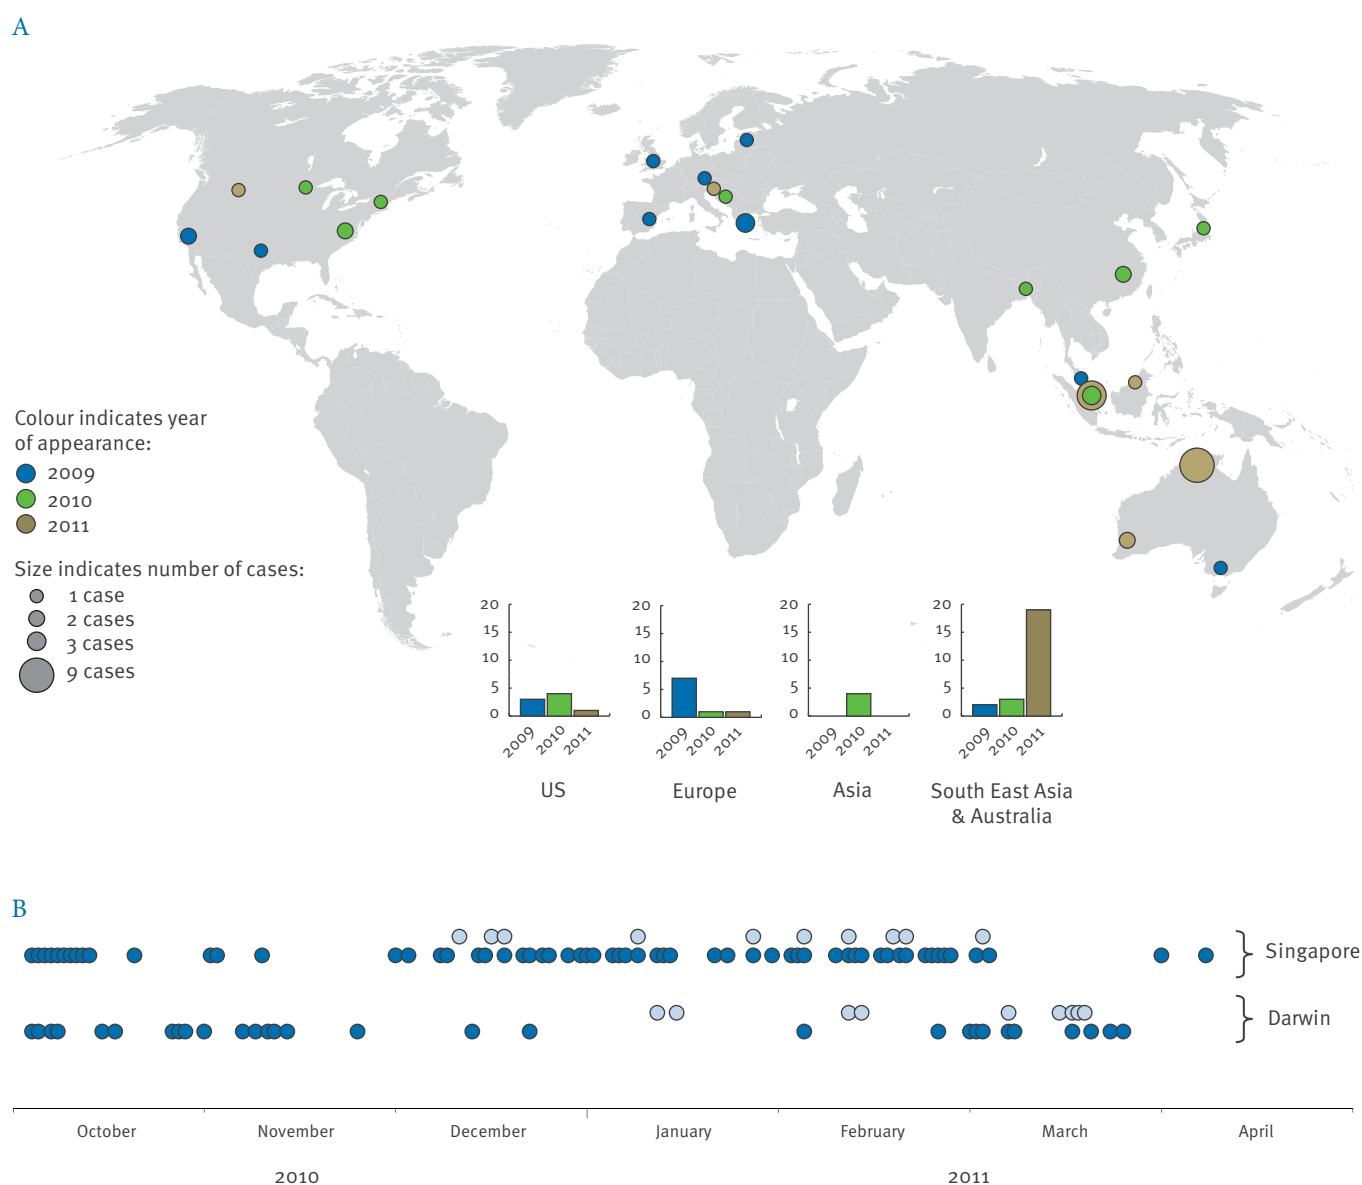 A
Colour indicates year
of appearance:
2009
2010
2011
Size indicates number of cases:
1 case
2 cases
3 cases
9 cases
20
15
10
5
0
2009
2010
2011
US
20
15
10
5
0
2009
2010
2011
Europe
20
15
10
5
0
2009
2010
2011
Asia
20
15
10
5
0
2009
2010
2011
South East Asia
& Australia
B
Singapore
Darwin
October November December January February March April
2010 2011